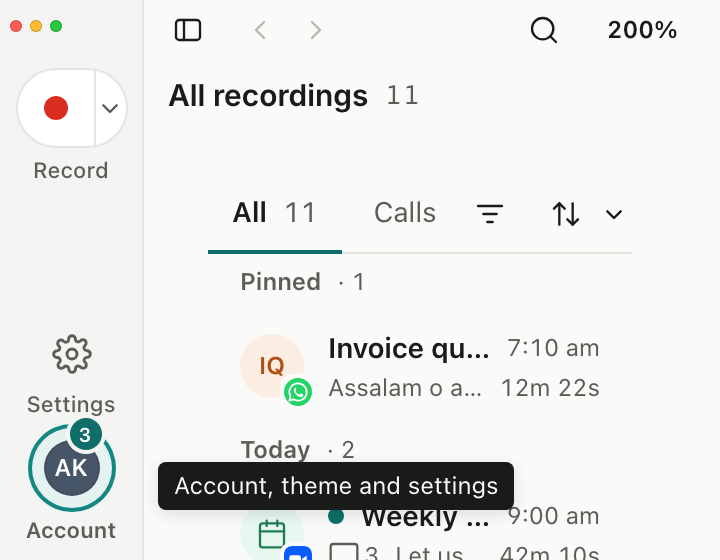 200%
All recordings 11
Record
All 11 Calls
Pinned · 1
IQ Invoice qu... 7:10 am
Assalam o a... 12m 22s
Settings
Today · 2
3
AK
Account, theme and settings
Weekly ... 9:00 am
Account
3 Let us 42m 10s